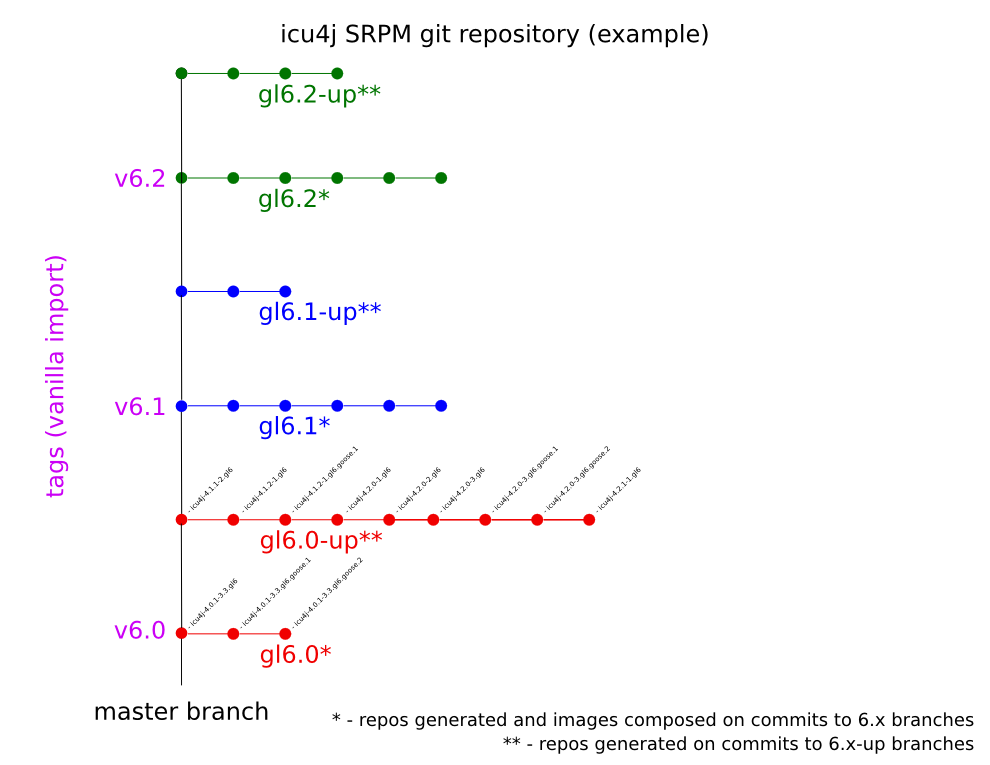 icu4j SRPM git repository (example)
gl6.2-up**
v6.2
gl6.2*
gl6.1-up**
tags (vanilla import)
v6.1
gl6.1*
- icu4j-4.1.1-2.gl6
- icu4j-4.1.2-1.gl6
- icu4j-4.1.2-1.gl6.goose.1
- icu4j-4.2.0-1.gl6
- icu4j-4.2.0-2.gl6
- icu4j-4.2.0-3.gl6
- icu4j-4.2.0-3.gl6.goose.1
- icu4j-4.2.0-3.gl6.goose.2
- icu4j-4.2.1-1.gl6
gl6.0-up**
- icu4j-4.0.1-3.3.gl6
- icu4j-4.0.1-3.3.gl6.goose.1
- icu4j-4.0.1-3.3.gl6.goose.2
v6.0
gl6.0*
master branch
* - repos generated and images composed on commits to 6.x branches
** - repos generated on commits to 6.x-up branches